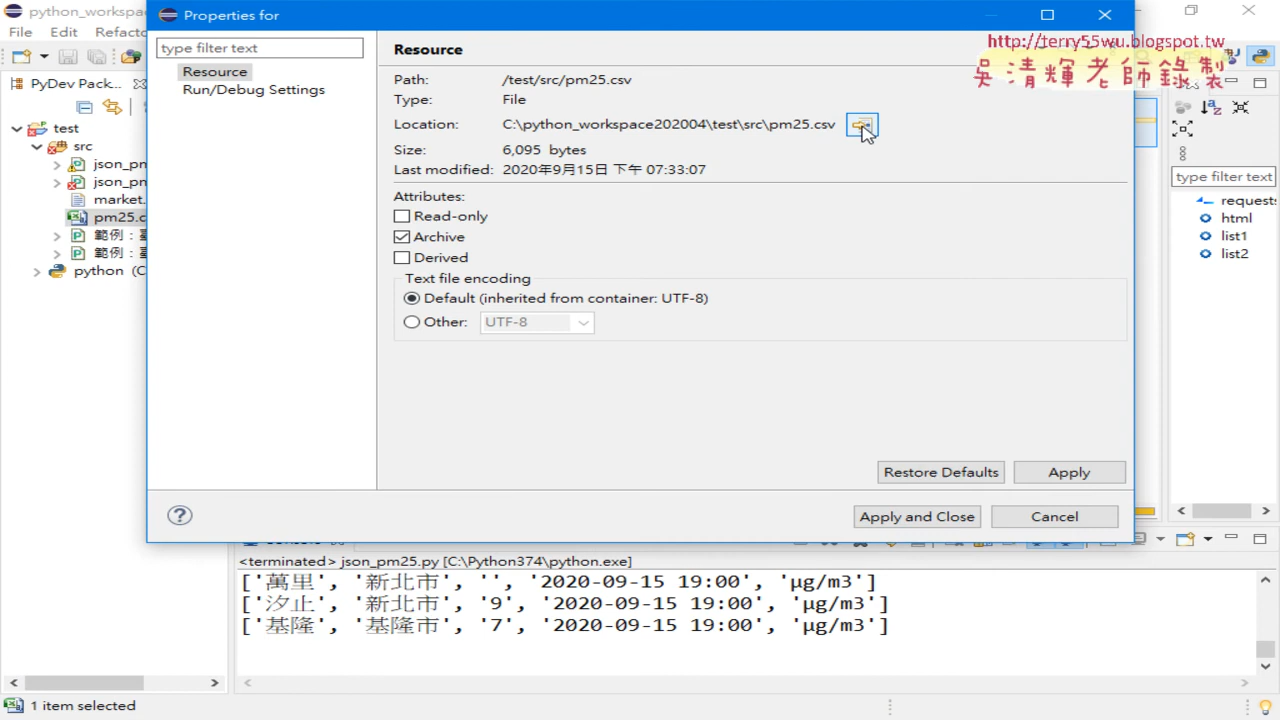 python_workspa
Properties for
http://terry55wu.blogspot.tw
吳清輝老師錄製
File Edit Refacto
type filter text
Resource
Resource
Run/Debug Settings
Path: /test/src/pm25.csv
Type: File
Location: C:\python_workspace202004\test\src\pm25.csv
Size: 6,095 bytes
Last modified: 2020年9月15日 下午 07:33:07
Attributes:
Read-only
Archive
Derived
Text file encoding
Default (inherited from container: UTF-8)
Other: UTF-8
Restore Defaults Apply
Apply and Close Cancel
PyDev Pack...
test
src
json_pm
json_pm
market.
pm25.c
範例：
範例：
python (C
type filter text
requests
html
list1
list2
<terminated> json_pm25.py [C:\Python374\python.exe]
['萬里', '新北市', '', '2020-09-15 19:00', 'μg/m3']
['汐止', '新北市', '9', '2020-09-15 19:00', 'μg/m3']
['基隆', '基隆市', '7', '2020-09-15 19:00', 'μg/m3']
1 item selected